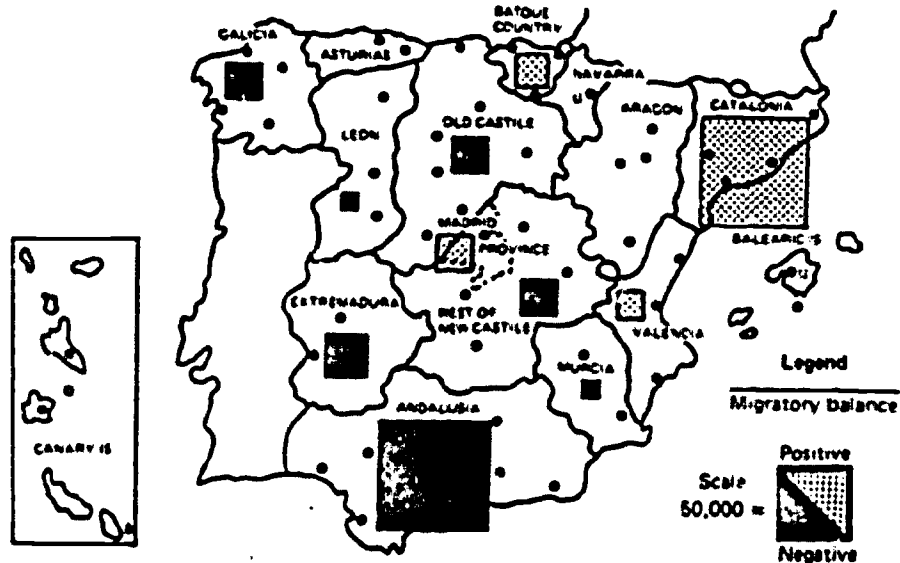 BATQUE
COUNTRY
GALICIA
ASTURIAS
NAVARRA
ARAGON
CATALONIA
LEON
OLD CASTILE
MADRID
PROVINCE
BALEARIC IS
EXTREMADURA
REST OF
NEW CASTILE
VALENCIA
MURCIA
ANDALUSIA
CANARY IS
Legend
Migratory balance
Positive
Scale
50,000 =
Negative